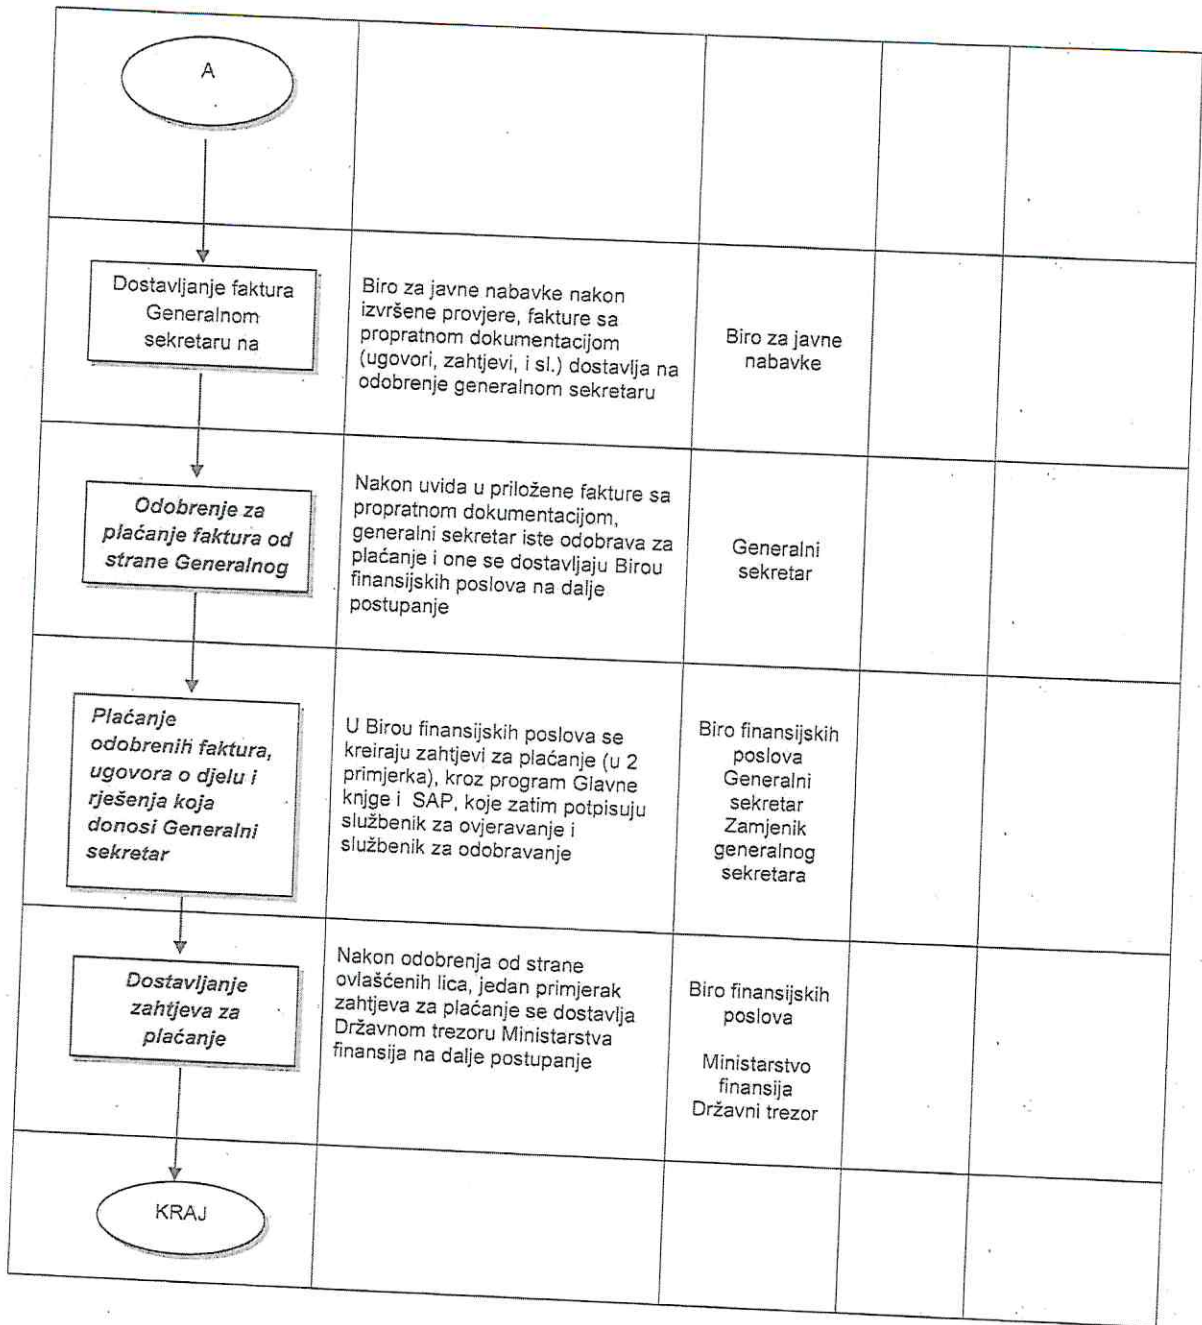 A
Dostavljanje faktura
Generalnom
sekretaru na
Biro za javne nabavke nakon
izvršene provjere, fakture sa
propratnom dokumentacijom
(ugovori, zahtjevi, i sl.) dostavlja na
odobrenje generalnom sekretaru
Biro za javne
nabavke
Odobrenje za
plaćanje faktura od
strane Generalnog
Nakon uvida u priložene fakture sa
propratnom dokumentacijom,
generalni sekretar iste odobrava za
plaćanje i one se dostavljaju Birou
finansijskih poslova na dalje
postupanje
Generalni
sekretar
Plaćanje
odobrenih faktura,
ugovora o djelu i
rješenja koja
donosi Generalni
sekretar
U Birou finansijskih poslova se
kreiraju zahtjevi za plaćanje (u 2
primjerka), kroz program Glavne
knjge i SAP, koje zatim potpisuju
službenik za ovjeravanje i
službenik za odobravanje
Biro finansijskih
poslova
Generalni
sekretar
Zamjenik
generalnog
sekretara
Dostavljanje
zahtjeva za
plaćanje
Nakon odobrenja od strane
ovlašćenih lica, jedan primjerak
zahtjeva za plaćanje se dostavlja
Državnom trezoru Ministarstva
finansija na dalje postupanje
Biro finansijskih
poslova
Ministarstvo
finansija
Državni trezor
KRAJ